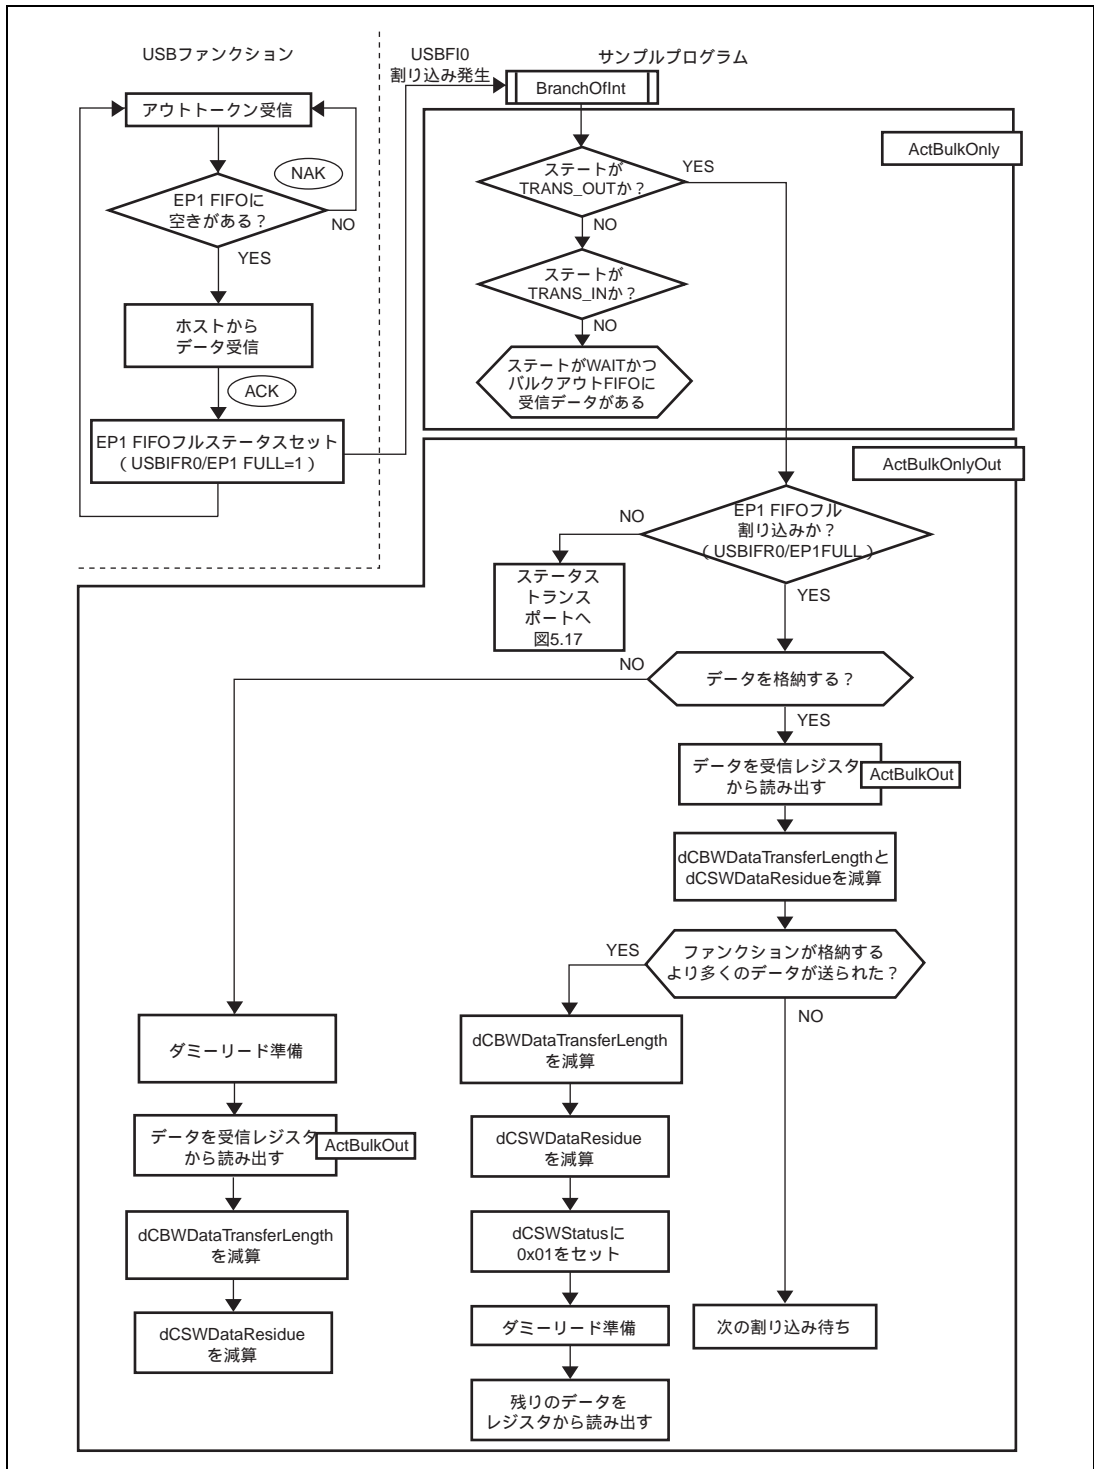 USBファンクション
アウトトークン受信
NAK
EP1 FIFOに
空きがある？
NO
YES
ホストから
データ受信
ACK
EP1 FIFOフルステータスセット
（USBIFR0/EP1 FULL=1）
USBFI0
割り込み発生
サンプルプログラム
BranchOfInt
ActBulkOnly
ステートが
TRANS_OUTか？
YES
NO
ステートが
TRANS_INか？
NO
ステートがWAITかつ
バルクアウトFIFOに
受信データがある
ActBulkOnlyOut
EP1 FIFOフル
割り込みか？
（USBIFR0/EP1FULL）
NO
YES
ステータス
トランス
ポートへ
図5.17
データを格納する？
NO
YES
データを受信レジスタ
から読み出す
ActBulkOut
dCBWDataTransferLengthと
dCSWDataResidueを減算
ファンクションが格納する
より多くのデータが送られた？
YES
NO
ダミーリード準備
データを受信レジスタ
から読み出す
ActBulkOut
dCBWDataTransferLength
を減算
dCSWDataResidue
を減算
dCBWDataTransferLength
を減算
dCSWDataResidue
を減算
dCSWStatusに
0x01をセット
ダミーリード準備
残りのデータを
レジスタから読み出す
次の割り込み待ち